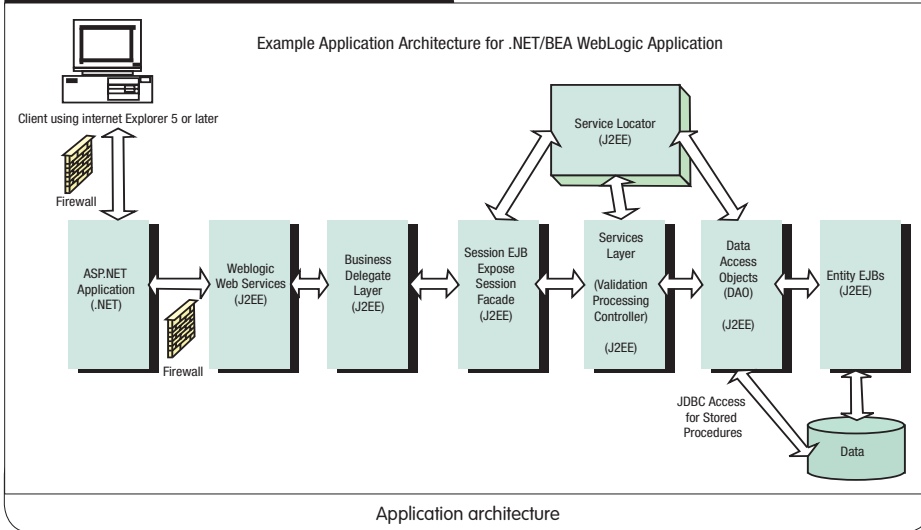 Example Application Architecture for .NET/BEA WebLogic Application
Client using internet Explorer 5 or later
Firewall
Service Locator
(J2EE)
ASP.NET
Application
(.NET)
Firewall
Weblogic
Web Services
(J2EE)
Business
Delegate
Layer
(J2EE)
Session EJB
Expose
Session
Facade
(J2EE)
Services
Layer
(Validation
Processing
Controller)
(J2EE)
Data
Access
Objects
(DAO)
(J2EE)
Entity EJBs
(J2EE)
JDBC Access
for Stored
Procedures
Data
Application architecture